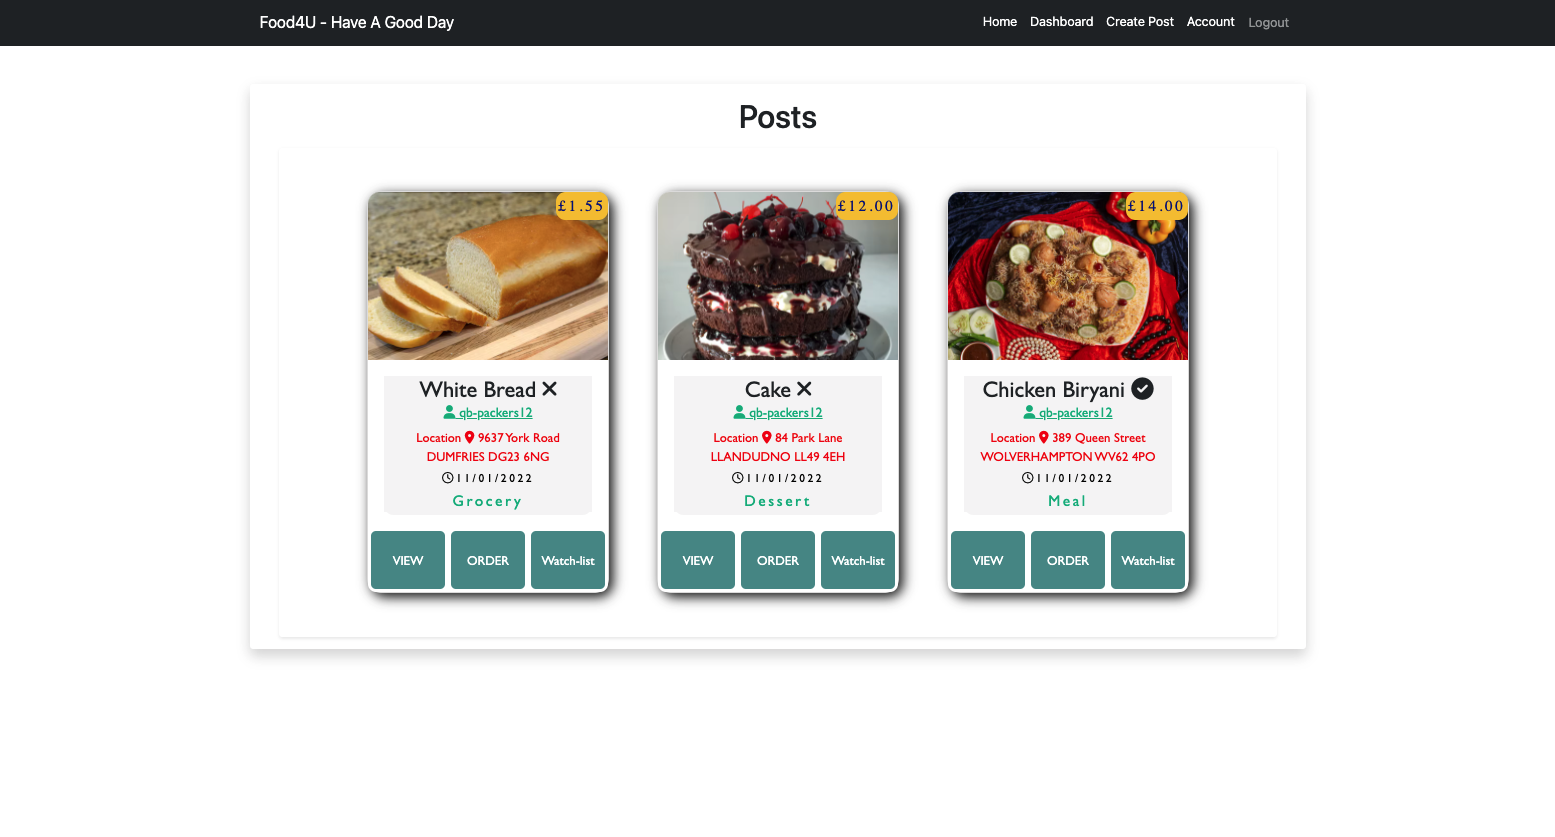 Food4U - Have A Good Day
Home Dashboard Create Post Account Logout
Posts
£1.55
White Bread
qb-packers12
Location 9637 York Road
DUMFRIES DG23 6NG
11/01/2022
Grocery
VIEW ORDER Watch-list
£12.00
Cake
qb-packers12
Location 84 Park Lane
LLANDUDNO LL49 4EH
11/01/2022
Dessert
VIEW ORDER Watch-list
£14.00
Chicken Biryani
qb-packers12
Location 389 Queen Street
WOLVERHAMPTON WV62 4PO
11/01/2022
Meal
VIEW ORDER Watch-list